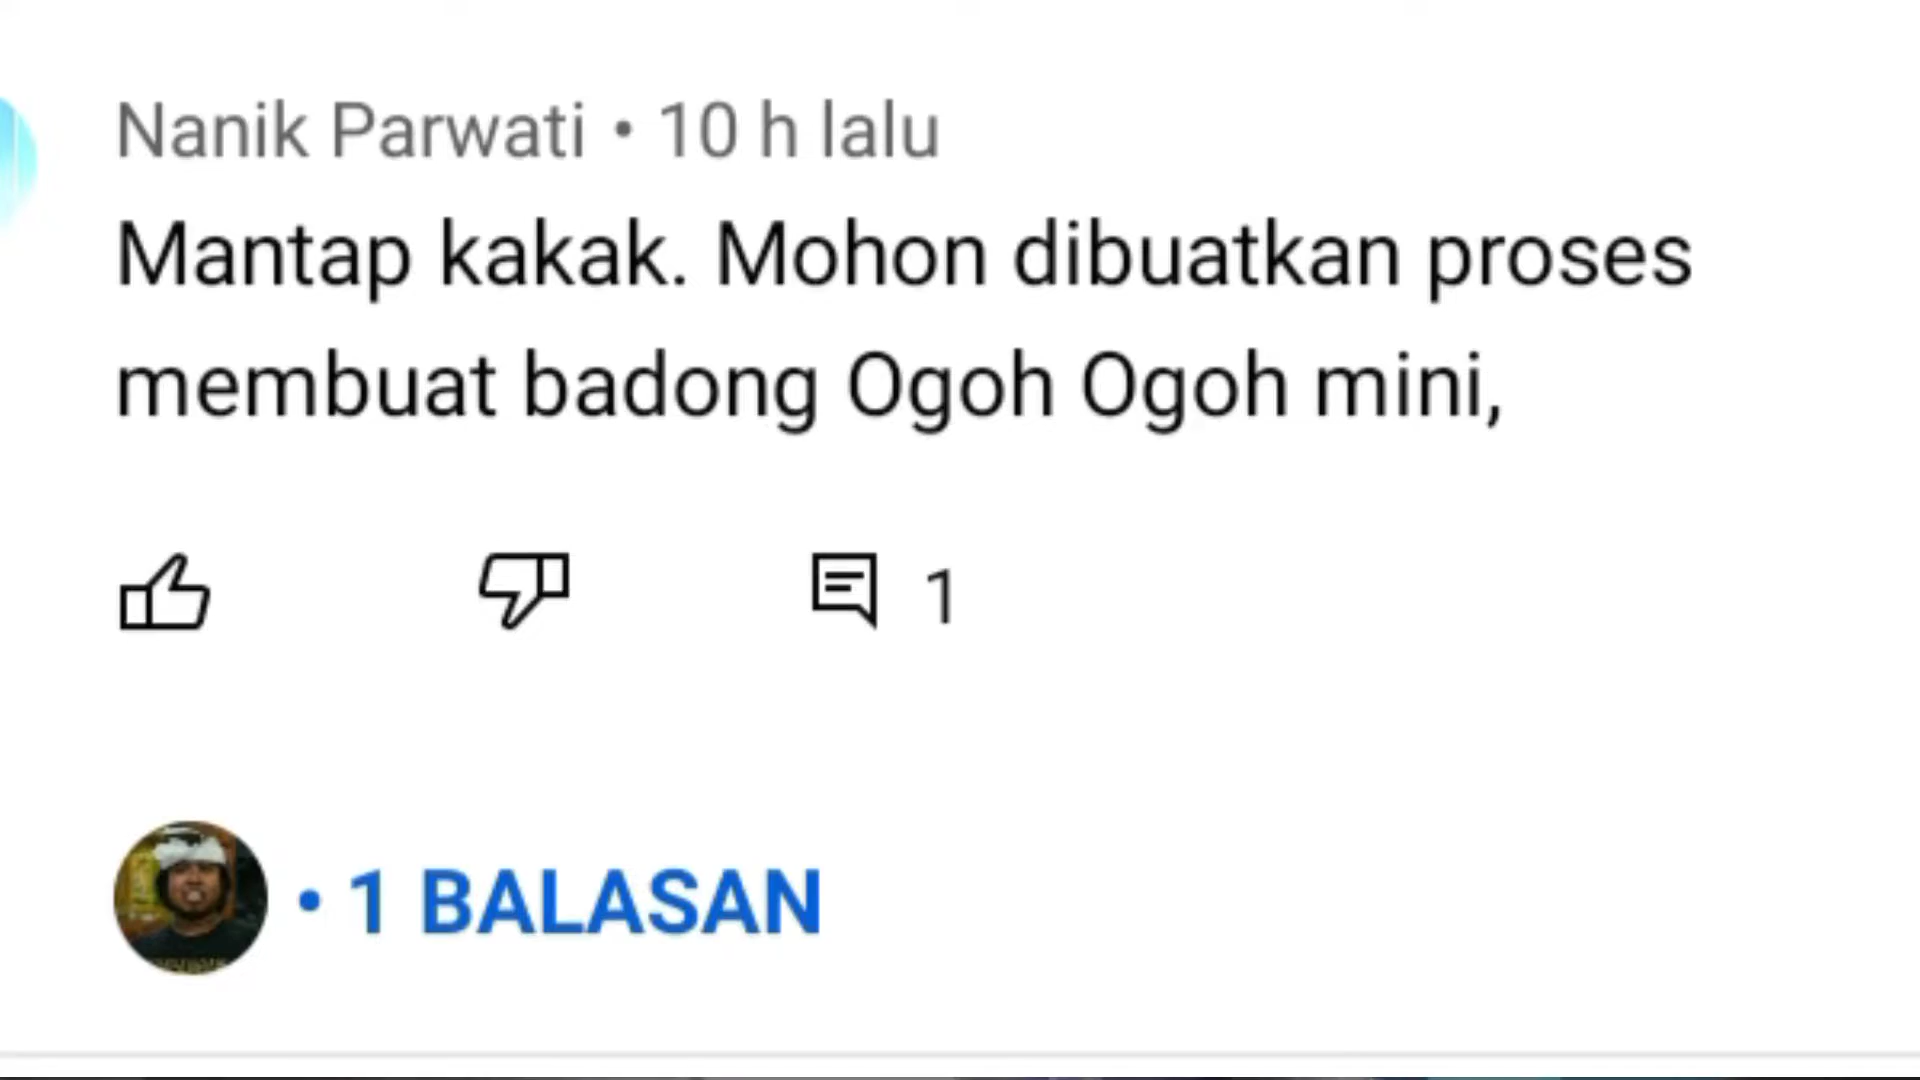 Nanik Parwati • 10 h lalu
Mantap kakak. Mohon dibuatkan proses
membuat badong Ogoh Ogoh mini,
1
• 1 BALASAN